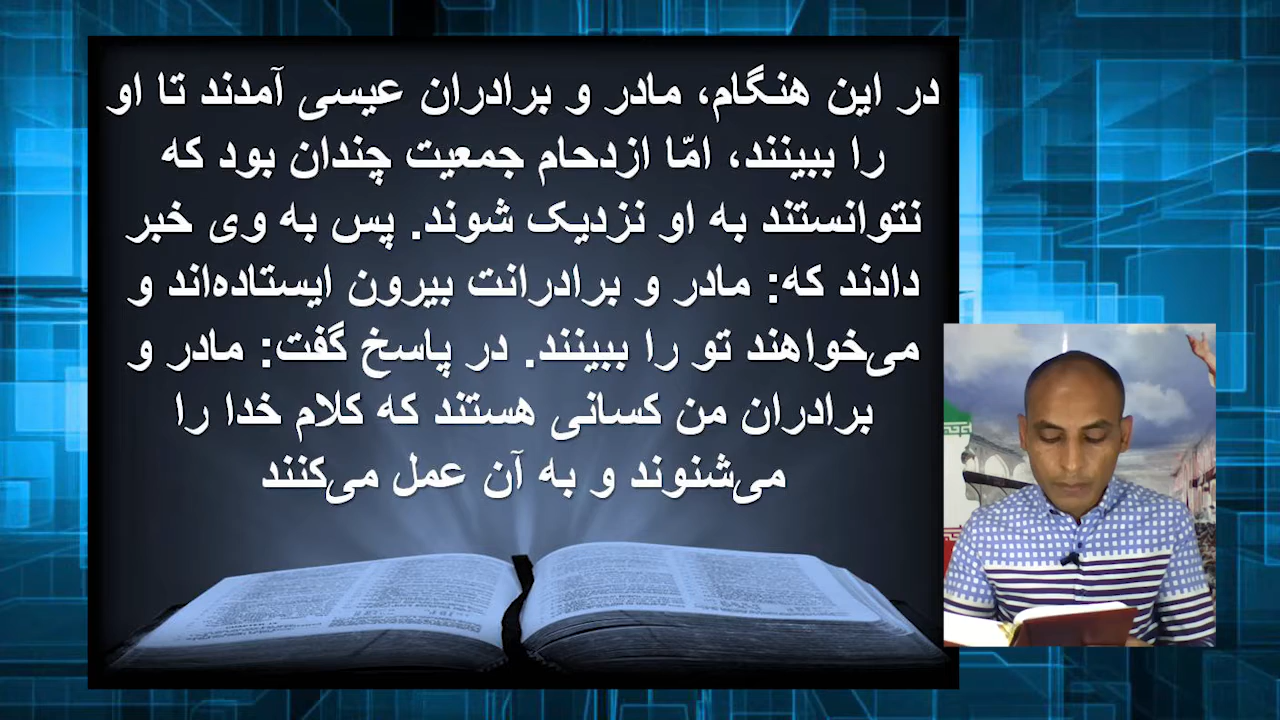 در این هنگام، مادر و برادران عیسی آمدند تا او
را ببینند، امّا ازدحام جمعیت چندان بود که
نتوانستند به او نزدیک شوند. پس به وی خبر
دادند که: مادر و برادرانت بیرون ایستاده‌اند و
می‌خواهند تو را ببینند. در پاسخ گفت: مادر و
برادران من کسانی هستند که کلام خدا را
می‌شنوند و به آن عمل می‌کنند